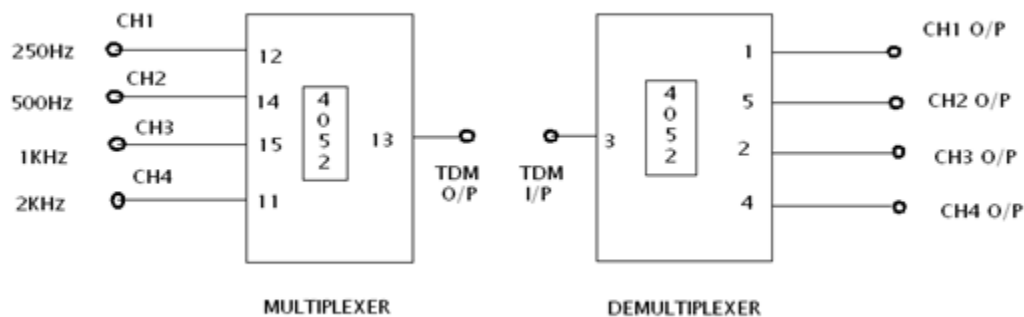 CH1
250Hz
12
CH2
500Hz
14
CH3
1KHz
15
CH4
2KHz
11
4
0
5
2
13
TDM
O/P
MULTIPLEXER
TDM
I/P
3
4
0
5
2
1
CH1 O/P
5
CH2 O/P
2
CH3 O/P
4
CH4 O/P
DEMULTIPLEXER